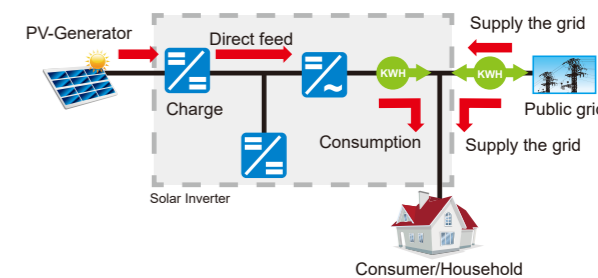 PV-Generator
Direct feed
Supply the grid
KWH
KWH
Charge
Public grid
Consumption
Supply the grid
Solar Inverter
Consumer/Household